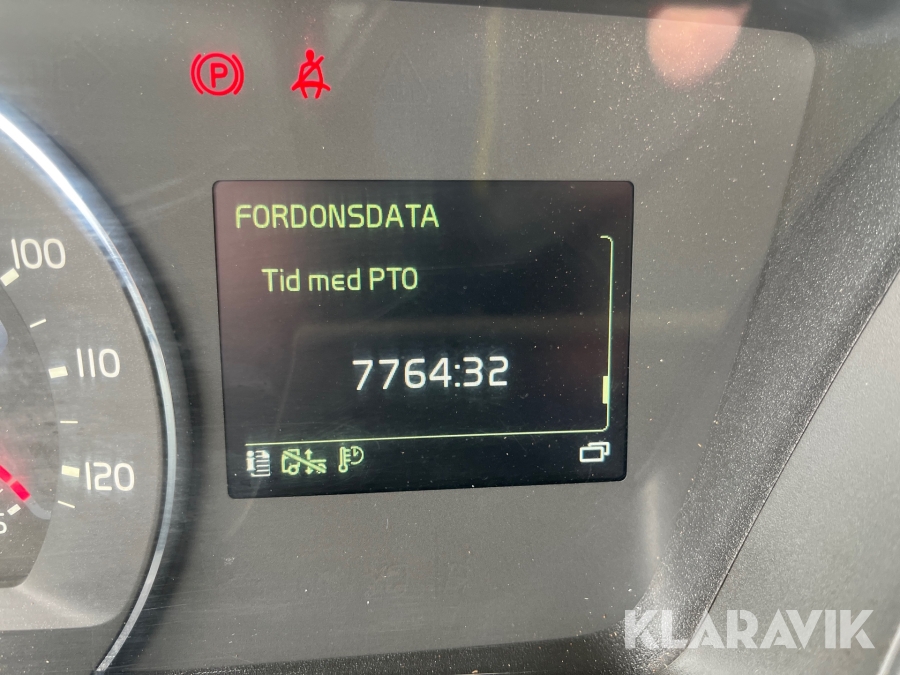 P
FORDONSDATA
Tid med PTO
100
7764:32
110
120
KLARAVIK